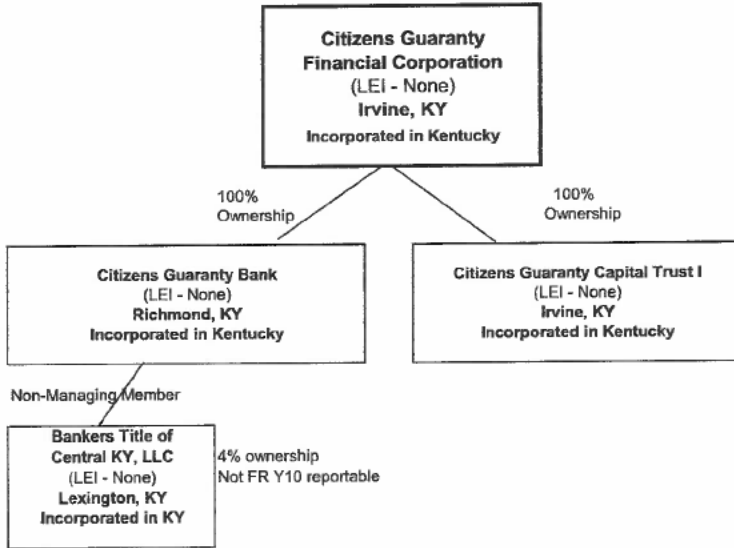 Citizens Guaranty
Financial Corporation
(LEI - None)
Irvine, KY
Incorporated in Kentucky
100%
Ownership
100%
Ownership
Citizens Guaranty Bank
(LEI - None)
Richmond, KY
Incorporated in Kentucky
Citizens Guaranty Capital Trust I
(LEI - None)
Irvine, KY
Incorporated in Kentucky
Non-Managing Member
Bankers Title of
Central KY, LLC
(LEI - None)
Lexington, KY
Incorporated in KY
4% ownership
Not FR Y10 reportable